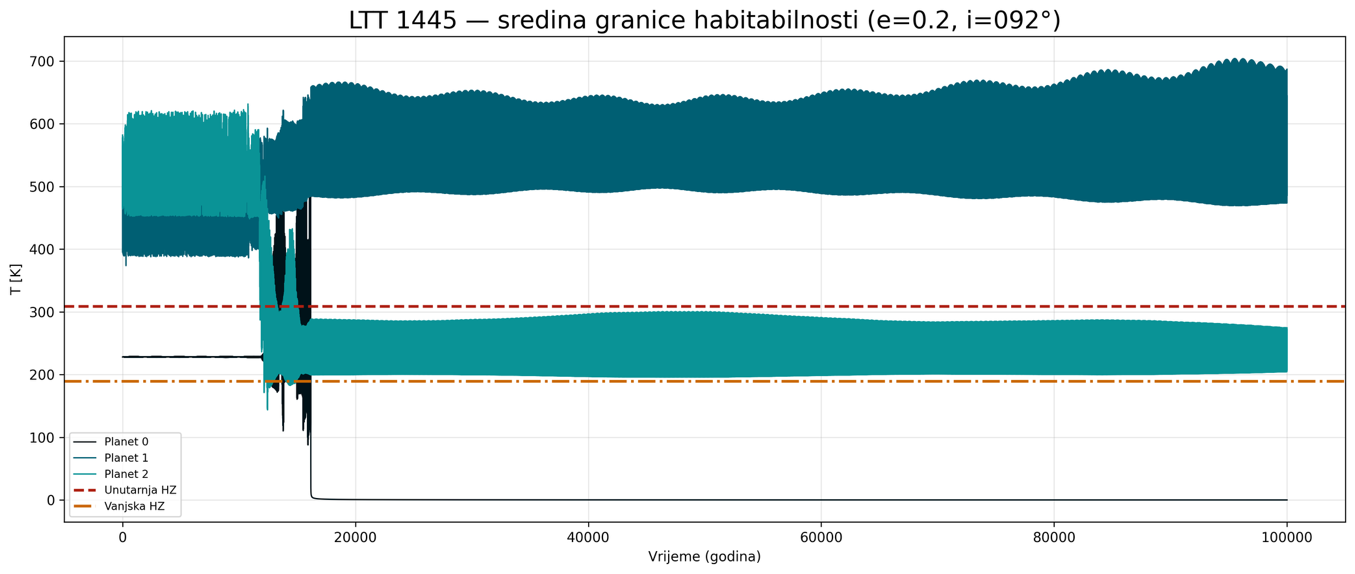 LTT 1445 — sredina granice habitabilnosti (e=0.2, i=092°)
T [K]
700
600
500
400
300
200
100
0
Planet 0
Planet 1
Planet 2
Unutarnja HZ
Vanjska HZ
0 20000 40000 60000 80000 100000
Vrijeme (godina)